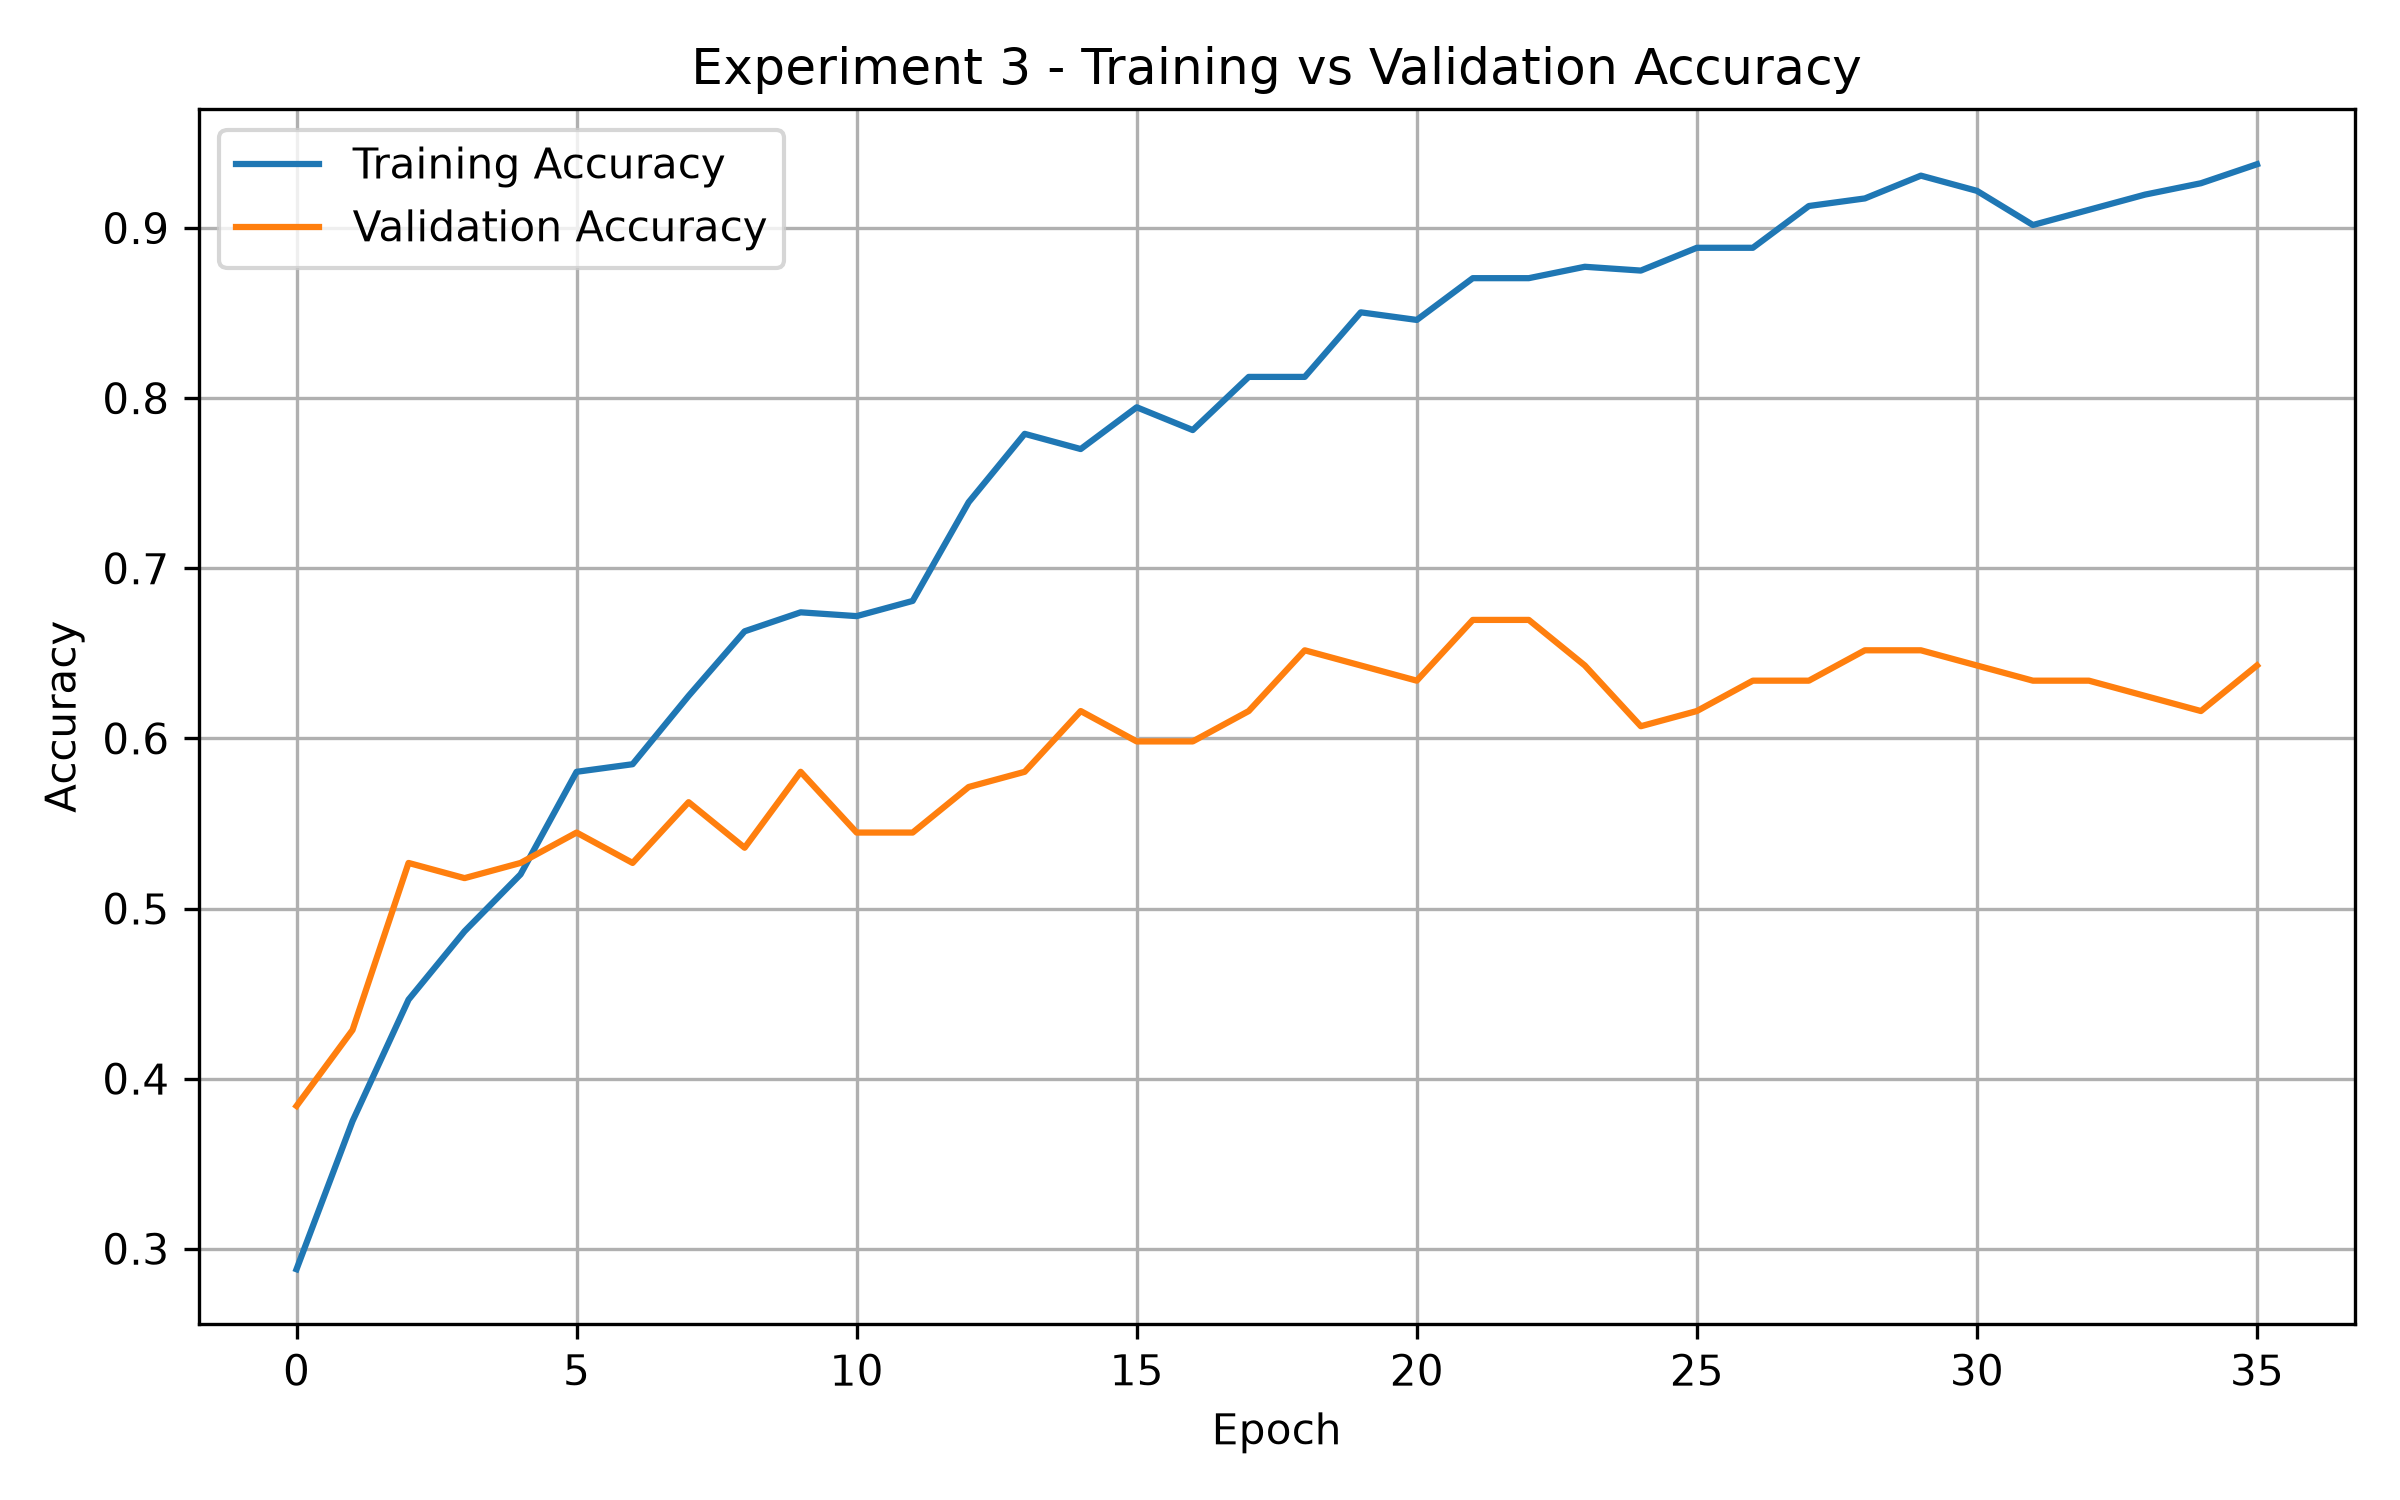 Experiment 3 - Training vs Validation Accuracy
Training Accuracy
Validation Accuracy
0.9
0.8
0.7
0.6
0.5
0.4
0.3
Accuracy
0 5 10 15 20 25 30 35
Epoch